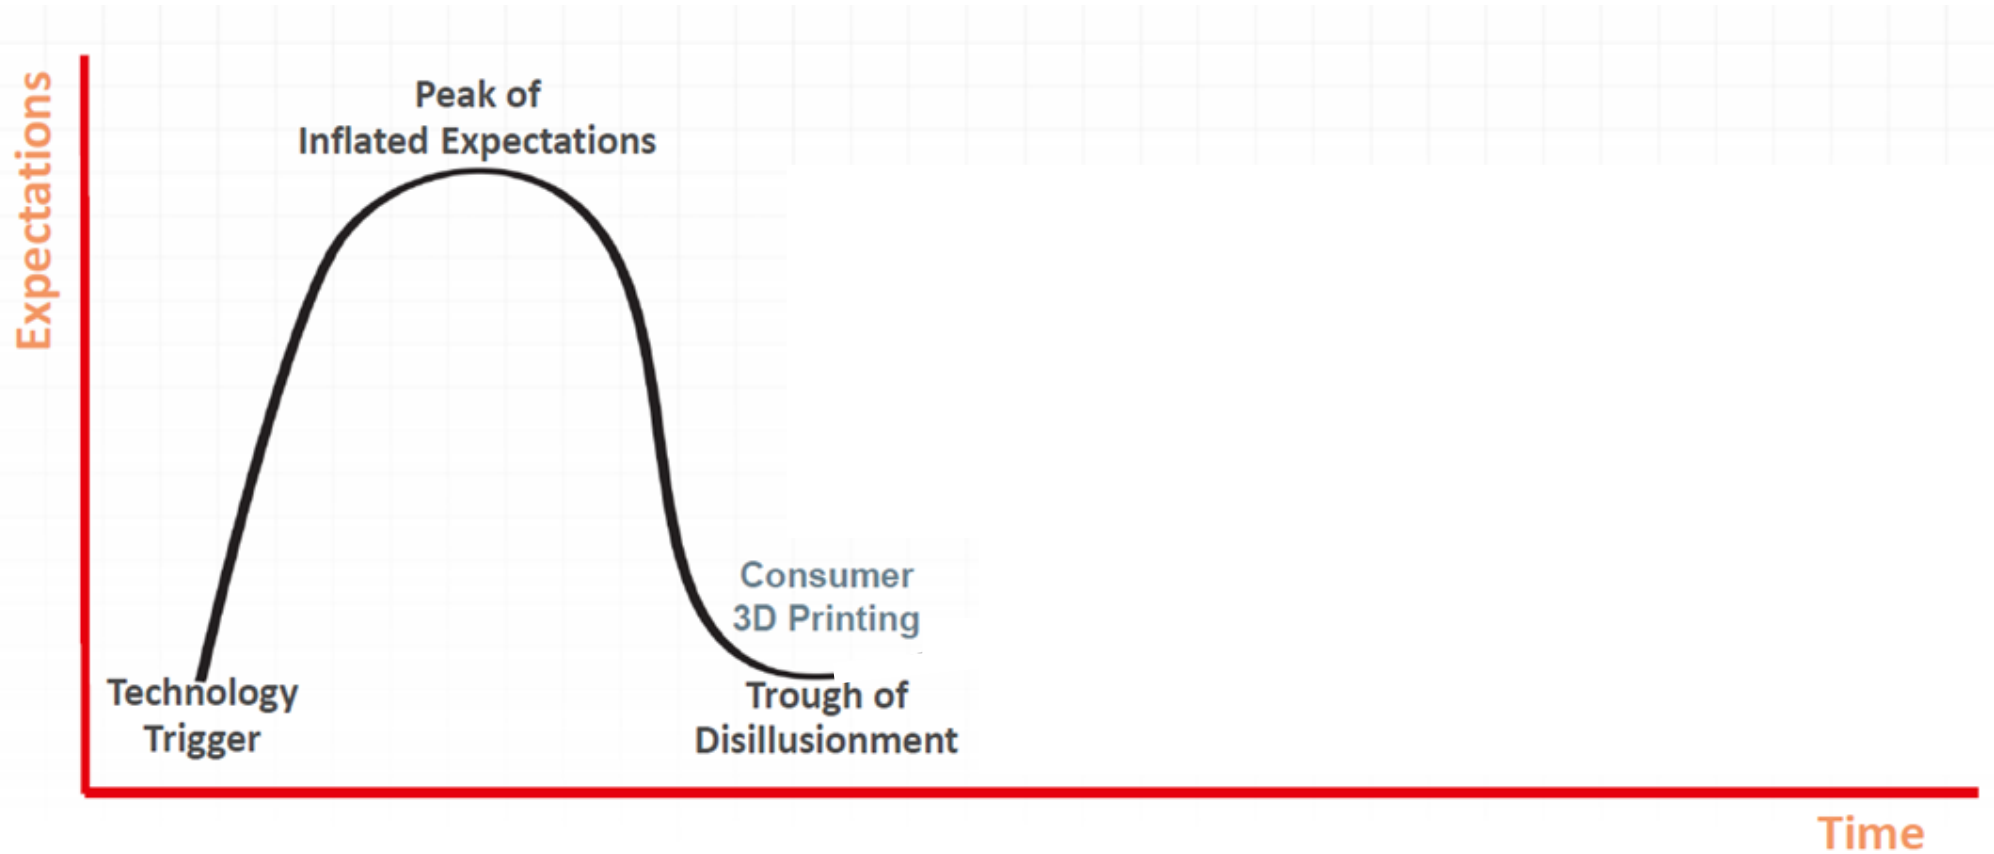 Expectations
Peak of
Inflated Expectations
Consumer
3D Printing
Technology
Trigger
Trough of
Disillusionment
Time